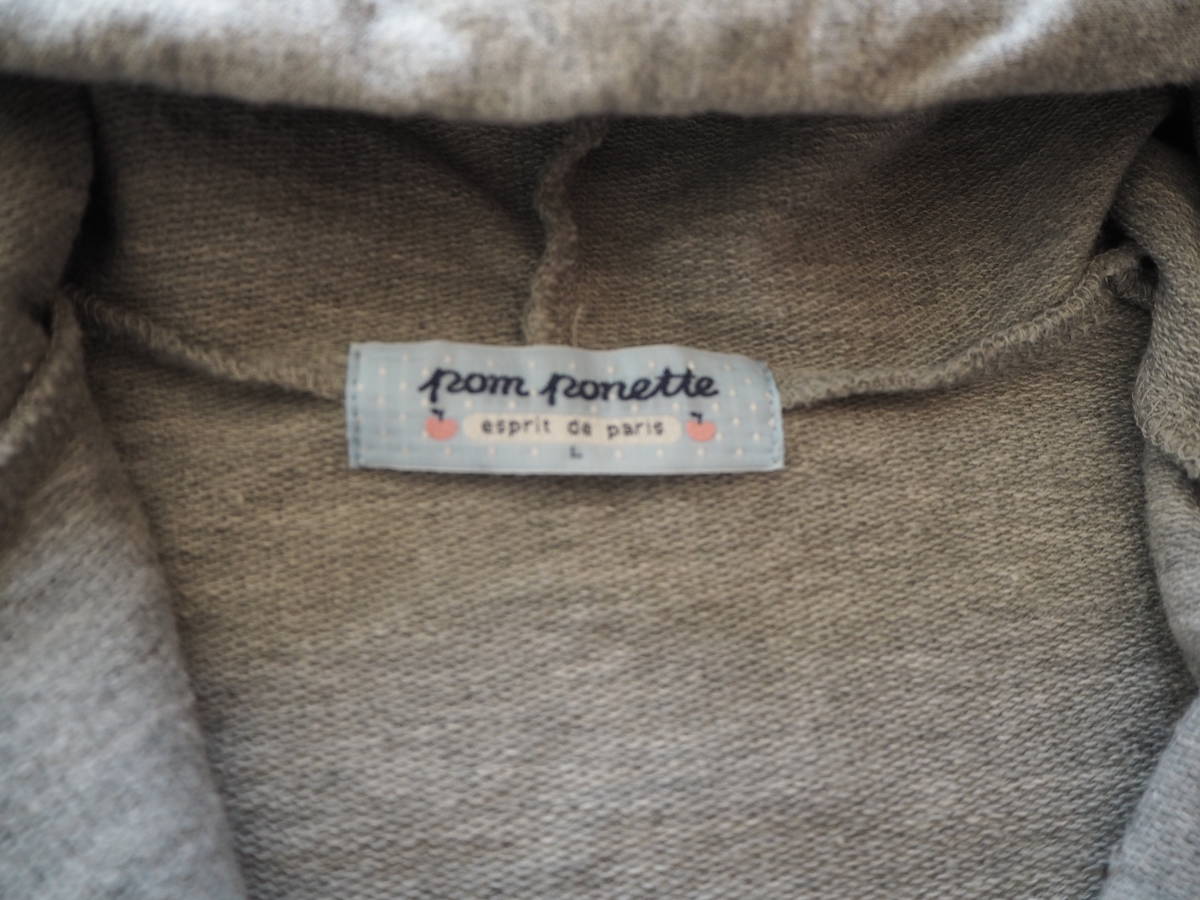 pom ponette
esprit de paris
L